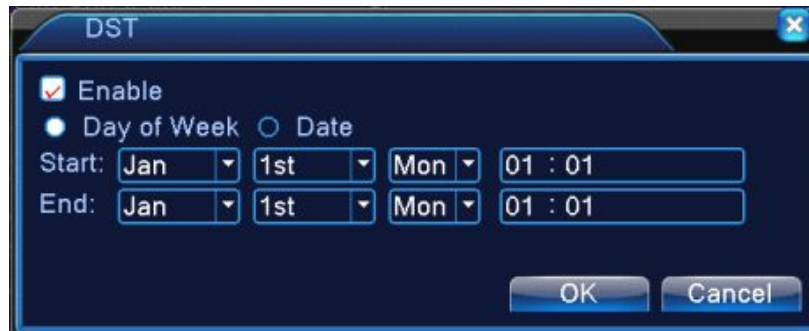 DST
Enable
Day of Week Date
Start: Jan 1st Mon 01 : 01
End: Jan 1st Mon 01 : 01
OK Cancel